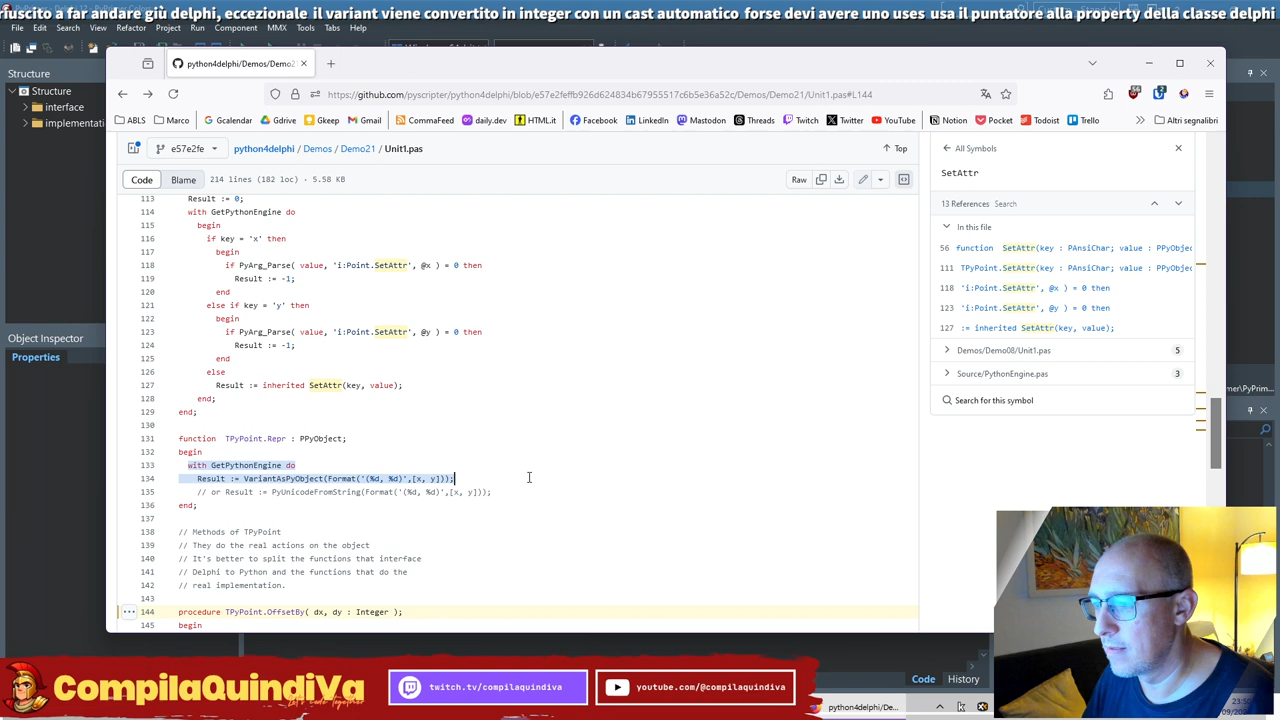 riuscito a far andare giù delphi, eccezionale il variant viene convertito in integer con un cast automatico forse devi avere uno uses usa il puntatore alla property della classe delphi
File Edit Search View Refactor Project Run Component MMX Tools Tabs Help
Structure
Structure
interface
implementati
Object Inspector
Properties
python4delphi/Demos/Demo21
https://github.com/pyscripter/python4delphi/blob/e57e2feffb926d624834b67955517c6b5e36a52c/Demos/Demo21/Unit1.pas#L144
ABLS Marco Gcalendar Gdrive Gkeep Gmail CommaFeed daily.dev HTML.it Facebook LinkedIn Mastodon Threads Twitch Twitter YouTube Notion Pocket Todoist Trello Altri segnalibri
e57e2fe python4delphi / Demos / Demo21 / Unit1.pas Top
Code Blame 214 lines (182 loc) · 5.58 KB Raw
113 Result := 0;
114 with GetPythonEngine do
115 begin
116 if key = 'x' then
117 begin
118 if PyArg_Parse( value, 'i:Point.SetAttr', @x ) = 0 then
119 Result := -1;
120 end
121 else if key = 'y' then
122 begin
123 if PyArg_Parse( value, 'i:Point.SetAttr', @y ) = 0 then
124 Result := -1;
125 end
126 else
127 Result := inherited SetAttr(key, value);
128 end;
129 end;
130
131 function TPyPoint.Repr : PPyObject;
132 begin
133 with GetPythonEngine do
134 Result := VariantAsPyObject(Format('(%d, %d)',[x, y]));
135 // or Result := PyUnicodeFromString(Format('(%d, %d)',[x, y]));
136 end;
137
138 // Methods of TPyPoint
139 // They do the real actions on the object
140 // It's better to split the functions that interface
141 // Delphi to Python and the functions that do the
142 // real implementation.
143
144 procedure TPyPoint.OffsetBy( dx, dy : Integer );
145 begin
All Symbols
SetAttr
13 References Search
In this file
56 function SetAttr(key : PAnsiChar; value : PPyObjec
111 TPyPoint.SetAttr(key : PAnsiChar; value : PPyObjec
118 'i:Point.SetAttr', @x ) = 0 then
123 'i:Point.SetAttr', @y ) = 0 then
127 := inherited SetAttr(key, value);
Demos/Demo08/Unit1.pas 5
Source/PythonEngine.pas 3
Search for this symbol
mer\PyPrim
Code History
CompilaQuindiVa
Let's code Together
twitch.tv/compilaquindiva
youtube.com/@compilaquindiva
python4delphi/De...